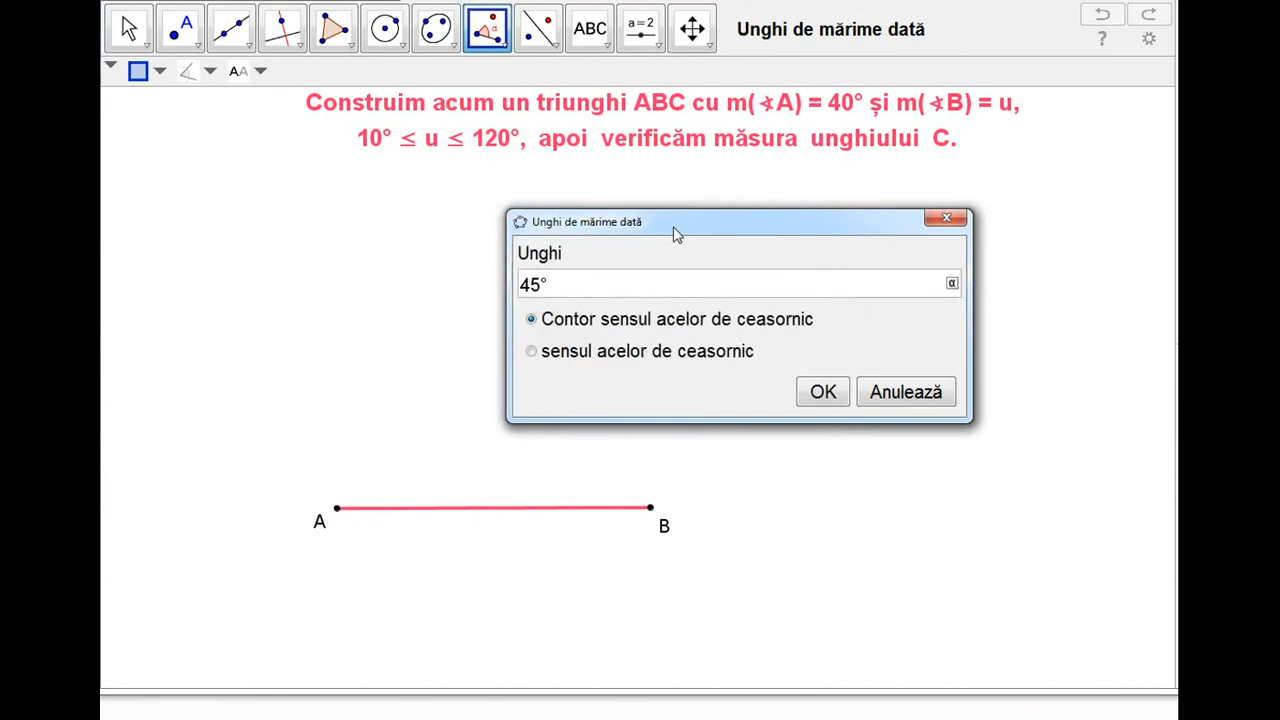 A
ABC
a=2
Unghi de mărime dată
?
AA
Construim acum un triunghi ABC cu m(∢A) = 40° și m(∢B) = u,
10° ≤ u ≤ 120°, apoi verificăm măsura unghiului C.
Unghi de mărime dată
Unghi
45°
α
Contor sensul acelor de ceasornic
sensul acelor de ceasornic
OK
Anulează
A
B